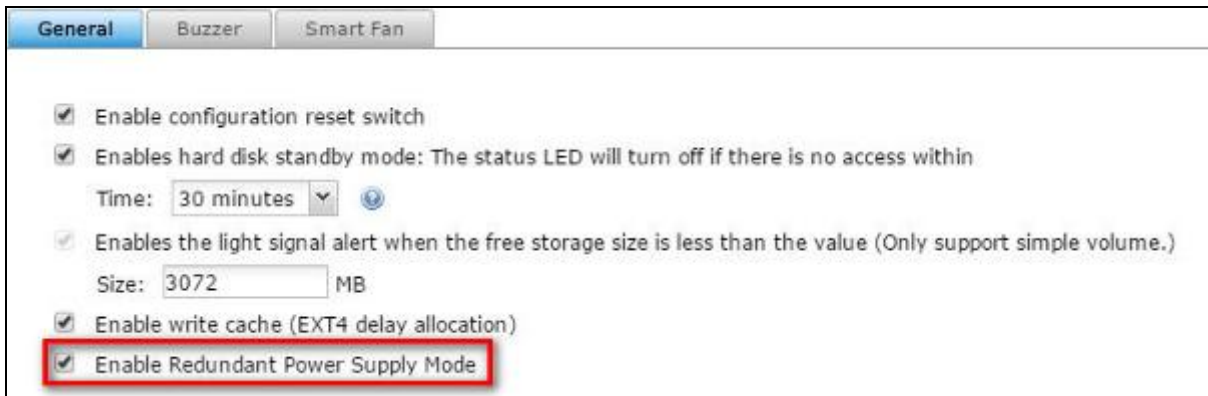 General Buzzer Smart Fan
Enable configuration reset switch
Enables hard disk standby mode: The status LED will turn off if there is no access within
Time: 30 minutes
Enables the light signal alert when the free storage size is less than the value (Only support simple volume.)
Size: 3072 MB
Enable write cache (EXT4 delay allocation)
Enable Redundant Power Supply Mode